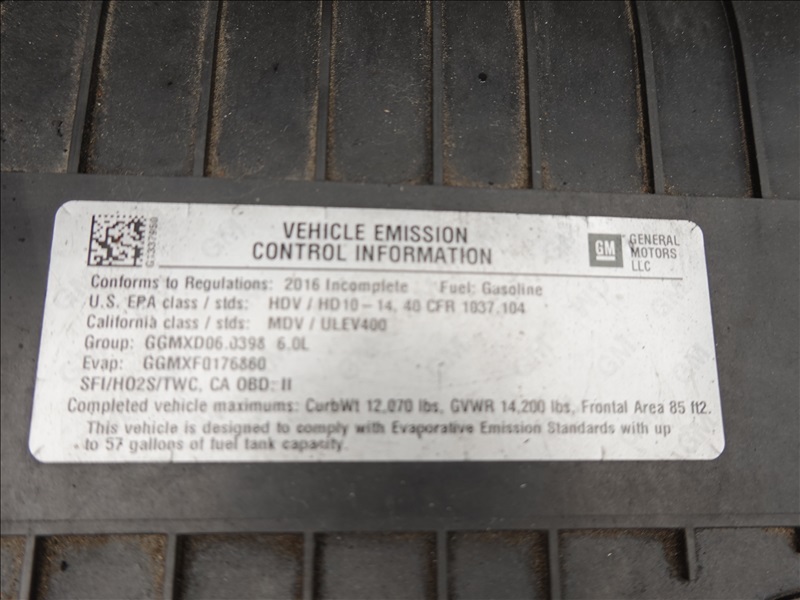 VEHICLE EMISSION
CONTROL INFORMATION
GM
GENERAL
MOTORS
LLC
Conforms to Regulations: 2016 Incomplete Fuel: Gasoline
U.S. EPA class / stds: HDV / HD10-14, 40 CFR 1037.104
California class / stds: MDV / ULEV400
Group: GGMXD06.0398 6.0L
Evap: GGMXF0176860
SFI/HO2S/TWC, CA OBD: II
Completed vehicle maximums: CurbWt 12,070 lbs, GVWR 14,200 lbs, Frontal Area 85 ft2.
This vehicle is designed to comply with Evaporative Emission Standards with up
to 57 gallons of fuel tank capacity.